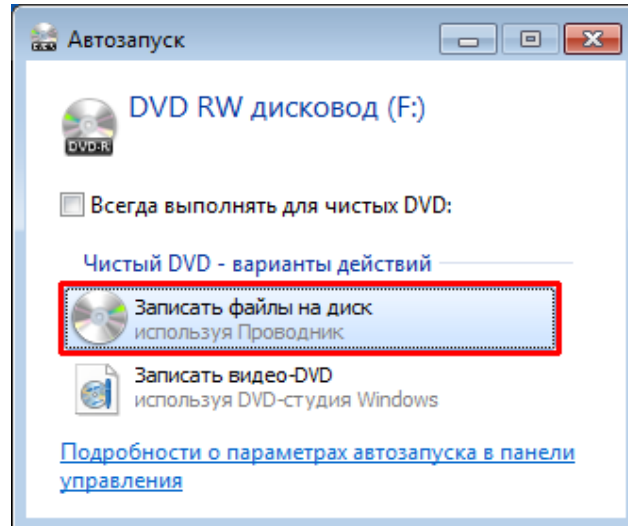 Автозапуск
DVD RW дисковод (F:)
DVD-R
Всегда выполнять для чистых DVD:
Чистый DVD - варианты действий
Записать файлы на диск
используя Проводник
Записать видео-DVD
используя DVD-студия Windows
Подробности о параметрах автозапуска в панели
управления